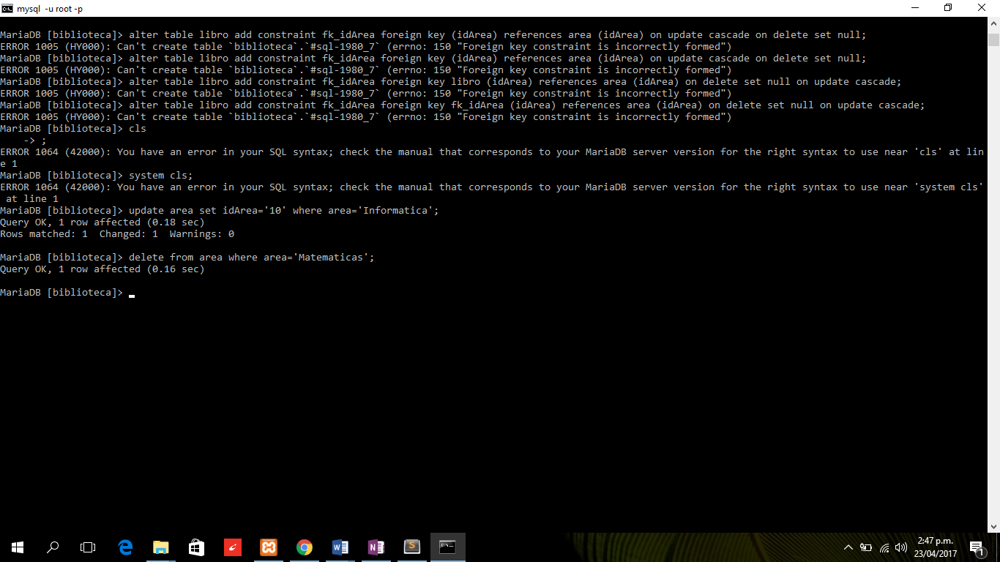 mysql -u root -p
MariaDB [biblioteca]> alter table libro add constraint fk_idArea foreign key (idArea) references area (idArea) on update cascade on delete set null;
ERROR 1005 (HY000): Can't create table `biblioteca`.`#sql-1980_7` (errno: 150 "Foreign key constraint is incorrectly formed")
MariaDB [biblioteca]> alter table libro add constraint fk_idArea foreign key (idArea) references area (idArea) on update cascade on delete set null;
ERROR 1005 (HY000): Can't create table `biblioteca`.`#sql-1980_7` (errno: 150 "Foreign key constraint is incorrectly formed")
MariaDB [biblioteca]> alter table libro add constraint fk_idArea foreign key libro (idArea) references area (idArea) on delete set null on update cascade;
ERROR 1005 (HY000): Can't create table `biblioteca`.`#sql-1980_7` (errno: 150 "Foreign key constraint is incorrectly formed")
MariaDB [biblioteca]> alter table libro add constraint fk_idArea foreign key fk_idArea (idArea) references area (idArea) on delete set null on update cascade;
ERROR 1005 (HY000): Can't create table `biblioteca`.`#sql-1980_7` (errno: 150 "Foreign key constraint is incorrectly formed")
MariaDB [biblioteca]> cls
    -> ;
ERROR 1064 (42000): You have an error in your SQL syntax; check the manual that corresponds to your MariaDB server version for the right syntax to use near 'cls' at lin
e 1
MariaDB [biblioteca]> system cls;
ERROR 1064 (42000): You have an error in your SQL syntax; check the manual that corresponds to your MariaDB server version for the right syntax to use near 'system cls'
 at line 1
MariaDB [biblioteca]> update area set idArea='10' where area='Informatica';
Query OK, 1 row affected (0.18 sec)
Rows matched: 1  Changed: 1  Warnings: 0
MariaDB [biblioteca]> delete from area where area='Matematicas';
Query OK, 1 row affected (0.16 sec)
MariaDB [biblioteca]>
2:47 p.m.
23/04/2017
1